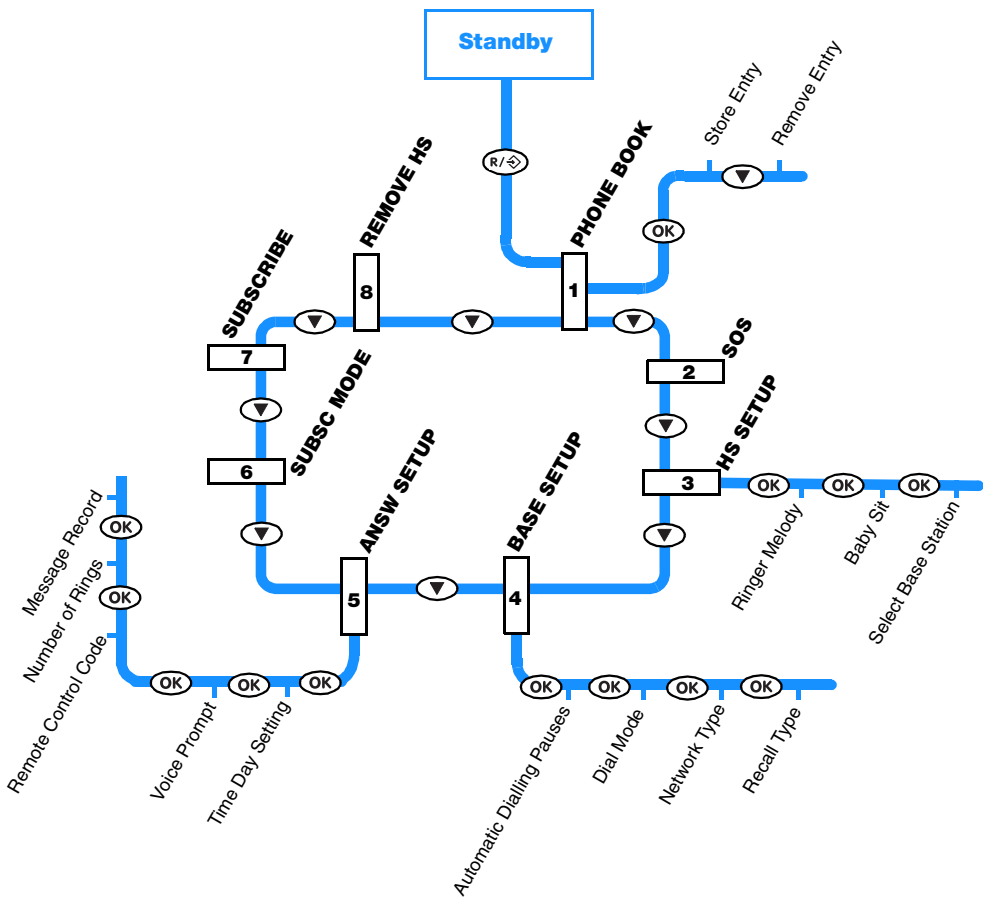 Standby
R/
Store Entry
Remove Entry
OK
PHONE BOOK
1
REMOVE HS
8
SUBSCRIBE
7
SOS
2
SUBSC MODE
6
HS SETUP
3
OK
OK
OK
Ringer Melody
Baby Sit
Select Base Station
BASE SETUP
4
OK
OK
OK
OK
Automatic Dialling Pauses
Dial Mode
Network Type
Recall Type
ANSW SETUP
5
OK
OK
OK
Time Day Setting
Voice Prompt
Remote Control Code
OK
Number of Rings
OK
Message Record